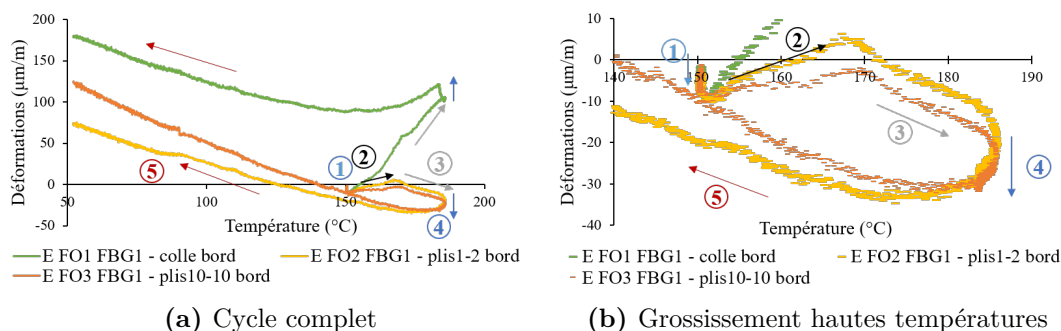 200
150
100
50
0
-50
Déformations (µm/m)
50
100
150
200
Température (°C)
1
2
3
4
5
E FO1 FBG1 - colle bord
E FO2 FBG1 - plis1-2 bord
E FO3 FBG1 - plis10-10 bord
(a) Cycle complet
10
0
-10
-20
-30
-40
Déformations (µm/m)
140
150
160
170
180
190
Température (°C)
1
2
3
4
5
E FO1 FBG1 - colle bord
E FO2 FBG1 - plis1-2 bord
E FO3 FBG1 - plis10-10 bord
(b) Grossissement hautes températures